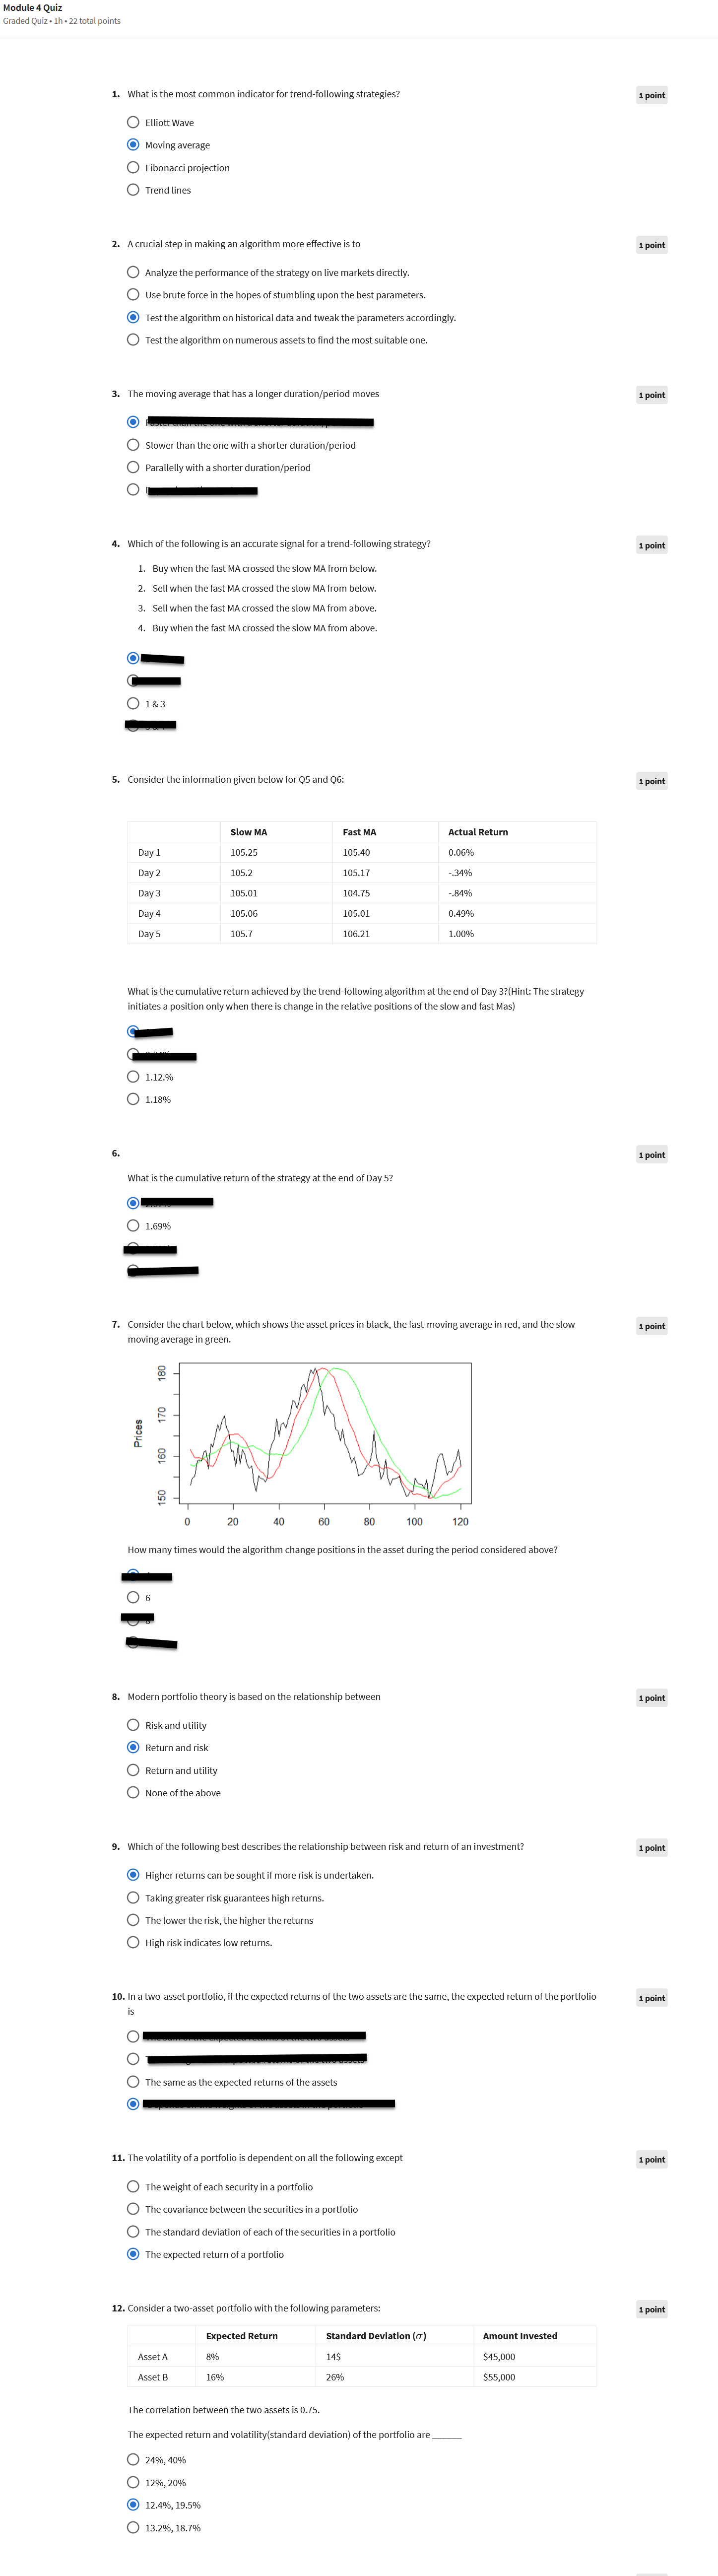 Module 4 Quiz
Graded Quiz • 1h • 22 total points
1. What is the most common indicator for trend-following strategies?
1 point
Elliott Wave
Moving average
Fibonacci projection
Trend lines
2. A crucial step in making an algorithm more effective is to
1 point
Analyze the performance of the strategy on live markets directly.
Use brute force in the hopes of stumbling upon the best parameters.
Test the algorithm on historical data and tweak the parameters accordingly.
Test the algorithm on numerous assets to find the most suitable one.
3. The moving average that has a longer duration/period moves
1 point
Slower than the one with a shorter duration/period
Parallelly with a shorter duration/period
4. Which of the following is an accurate signal for a trend-following strategy?
1 point
1. Buy when the fast MA crossed the slow MA from below.
2. Sell when the fast MA crossed the slow MA from below.
3. Sell when the fast MA crossed the slow MA from above.
4. Buy when the fast MA crossed the slow MA from above.
1 & 3
5. Consider the information given below for Q5 and Q6:
1 point
Slow MA Fast MA Actual Return
Day 1 105.25 105.40 0.06%
Day 2 105.2 105.17 -.34%
Day 3 105.01 104.75 -.84%
Day 4 105.06 105.01 0.49%
Day 5 105.7 106.21 1.00%
What is the cumulative return achieved by the trend-following algorithm at the end of Day 3?(Hint: The strategy
initiates a position only when there is change in the relative positions of the slow and fast Mas)
1.12.%
1.18%
6.
1 point
What is the cumulative return of the strategy at the end of Day 5?
1.69%
7. Consider the chart below, which shows the asset prices in black, the fast-moving average in red, and the slow
moving average in green.
1 point
Prices
180
170
160
150
0 20 40 60 80 100 120
How many times would the algorithm change positions in the asset during the period considered above?
6
8. Modern portfolio theory is based on the relationship between
1 point
Risk and utility
Return and risk
Return and utility
None of the above
9. Which of the following best describes the relationship between risk and return of an investment?
1 point
Higher returns can be sought if more risk is undertaken.
Taking greater risk guarantees high returns.
The lower the risk, the higher the returns
High risk indicates low returns.
10. In a two-asset portfolio, if the expected returns of the two assets are the same, the expected return of the portfolio
is
1 point
The same as the expected returns of the assets
11. The volatility of a portfolio is dependent on all the following except
1 point
The weight of each security in a portfolio
The covariance between the securities in a portfolio
The standard deviation of each of the securities in a portfolio
The expected return of a portfolio
12. Consider a two-asset portfolio with the following parameters:
1 point
Expected Return Standard Deviation (σ) Amount Invested
Asset A 8% 14$ $45,000
Asset B 16% 26% $55,000
The correlation between the two assets is 0.75.
The expected return and volatility(standard deviation) of the portfolio are ______
24%, 40%
12%, 20%
12.4%, 19.5%
13.2%, 18.7%